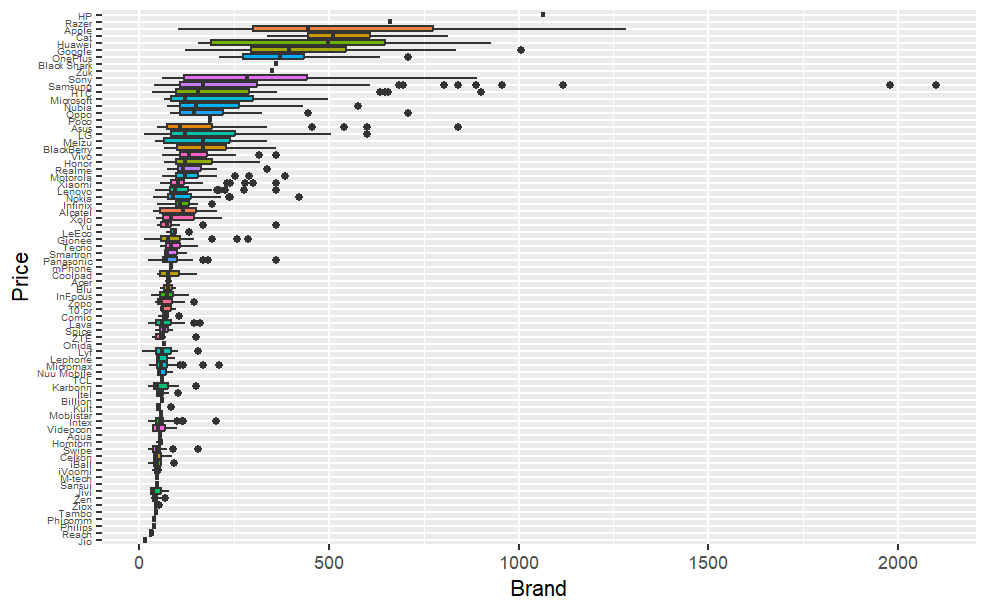 HP
Razer
Apple
Cat
Huawei
Google
OnePlus
Black Shark
Zuk
Sony
Samsung
HTC
Microsoft
Nubia
Oppo
Poco
Asus
LG
Meizu
BlackBerry
Vivo
Honor
Realme
Motorola
Xiaomi
Lenovo
Nokia
Infinix
Alcatel
Xolo
Yu
LeEco
Gionee
Tecno
Smartron
Panasonic
mPhone
Coolpad
Acer
Blu
InFocus
Zopo
10.or
Comio
Lava
Spice
ZTE
Onida
Lyf
Lephone
Micromax
Nuu Mobile
TCL
Karbonn
Itel
Billion
Kult
Mobiistar
Intex
Videocon
Aqua
Homtom
Swipe
Celkon
iBall
iVoomi
M-tech
Sansui
Jivi
Zen
Ziox
Tambo
Phicomm
Philips
Reach
Jio
Price
0 500 1000 1500 2000
Brand